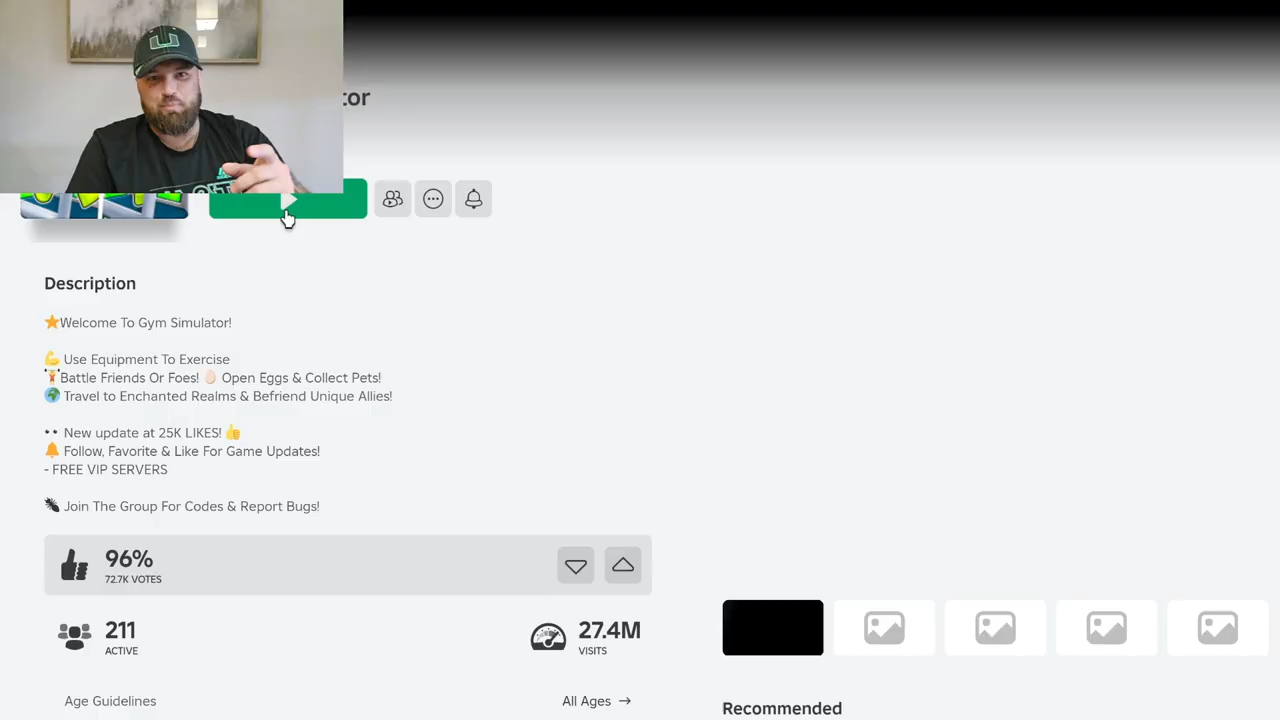 U
tor
Description
⭐Welcome To Gym Simulator!
💪 Use Equipment To Exercise
🏋Battle Friends Or Foes! 🥚 Open Eggs & Collect Pets!
🌍 Travel to Enchanted Realms & Befriend Unique Allies!
👀 New update at 25K LIKES! 👍
🔔 Follow, Favorite & Like For Game Updates!
- FREE VIP SERVERS
🐜 Join The Group For Codes & Report Bugs!
96%
72.7K VOTES
211
ACTIVE
27.4M
VISITS
Age Guidelines
All Ages →
Recommended